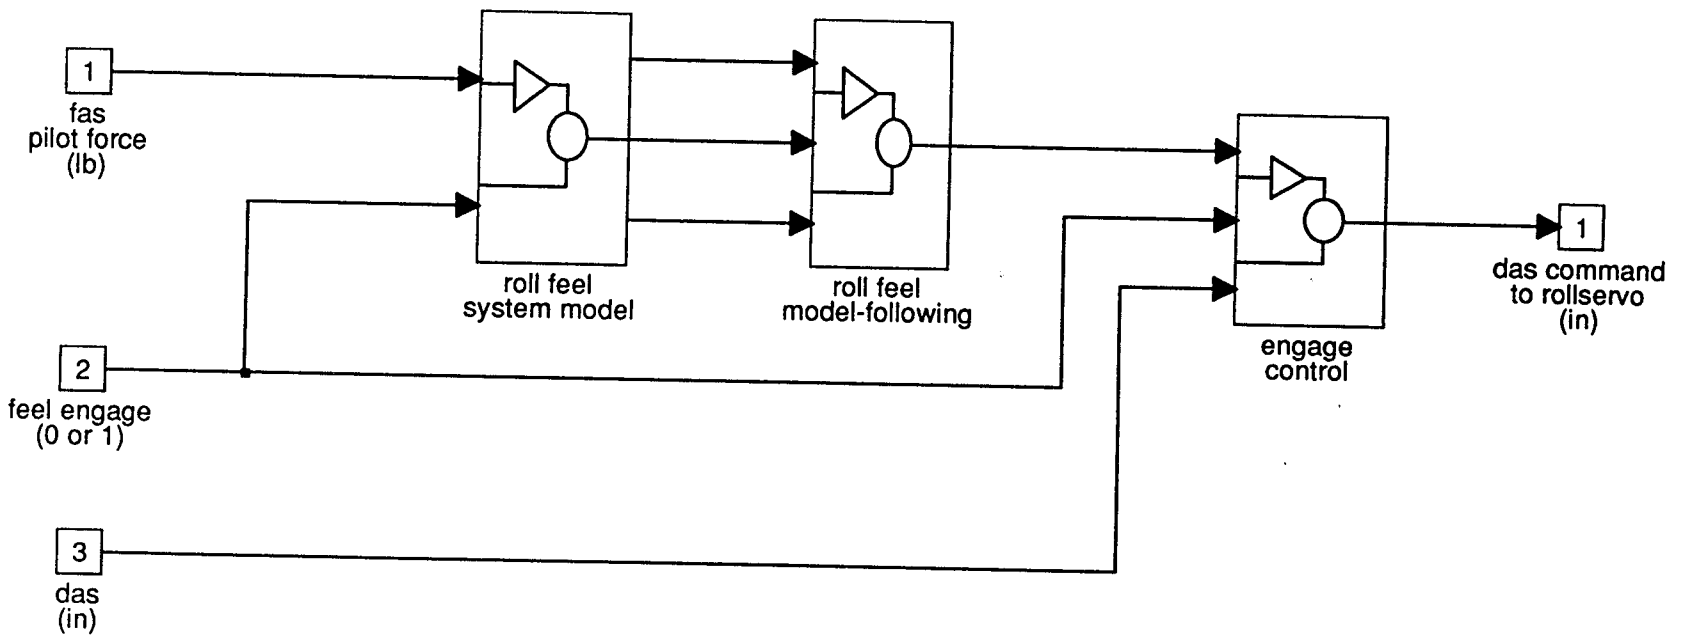 1
fas
pilot force
(lb)
roll feel
system model
roll feel
model-following
engage
control
1
das command
to rollservo
(in)
2
feel engage
(0 or 1)
3
das
(in)